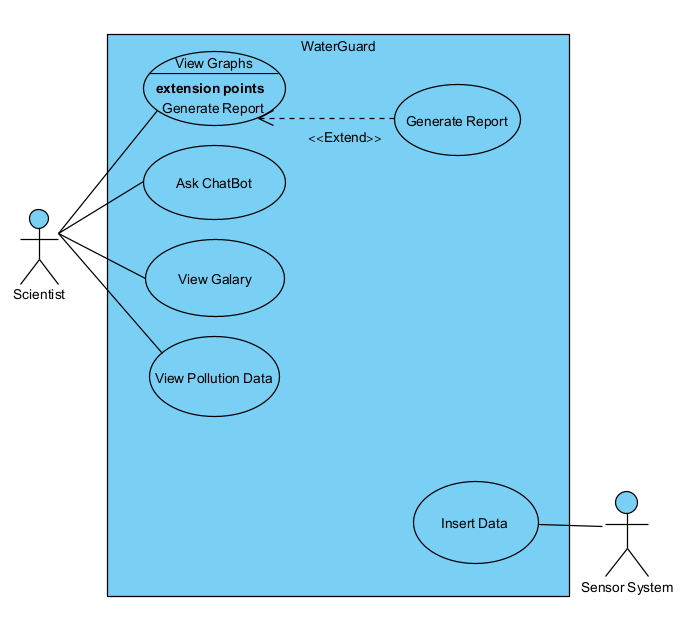 WaterGuard
View Graphs
extension points
Generate Report
Generate Report
<<Extend>>
Ask ChatBot
View Galary
Scientist
View Pollution Data
Insert Data
Sensor System